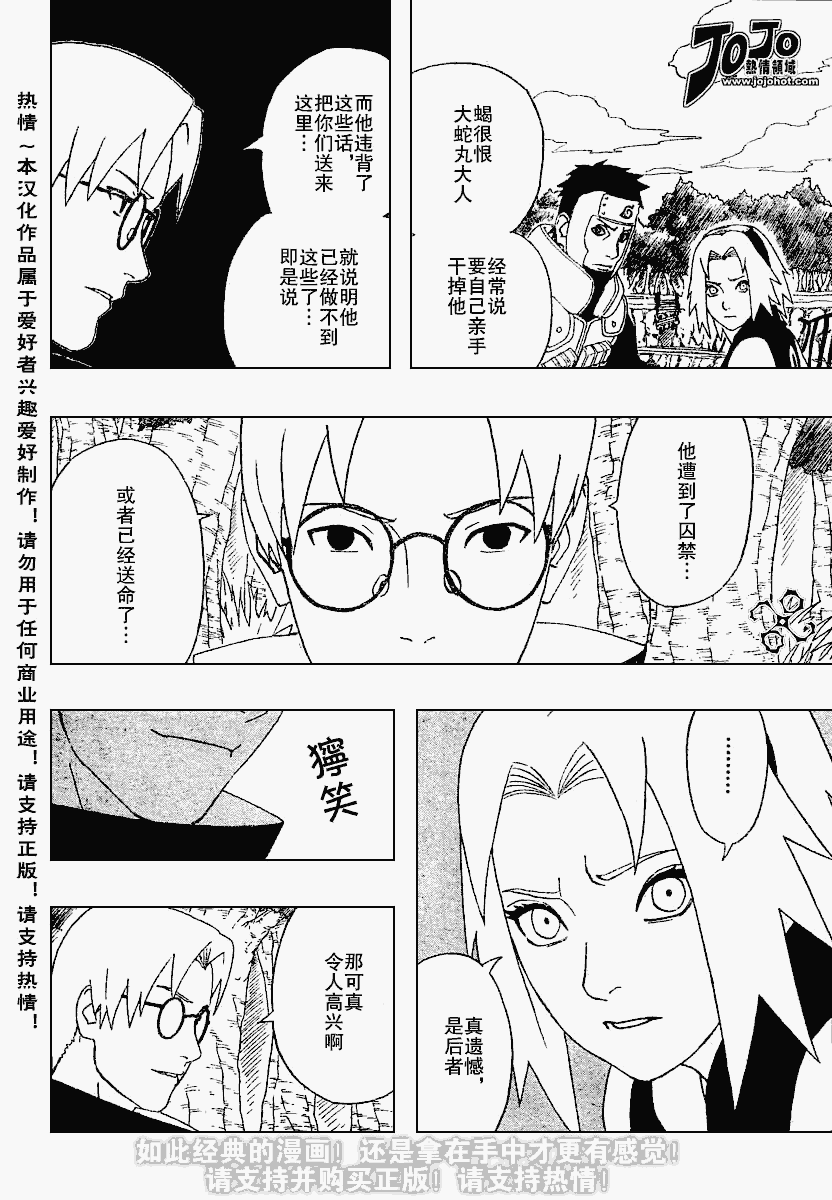 JOJO
熱情領域
www.jojohot.com
蝎很恨
大蛇丸大
人
经常说
要自己亲手
干掉他
而他违背了
这些话，
把你们送来
这里…
就说明他
已经做不到
这些了…
即是说
他遭到了囚禁…
或者已经送命了…
………
真遗憾，
是后者
獰笑
那可真
令人高兴啊
热情～本汉化作品属于爱好者兴趣爱好制作！请勿用于任何商业用途！请支持正版！请支持热情！
如此经典的漫画！还是拿在手中才更有感觉！
请支持并购买正版！请支持热情！